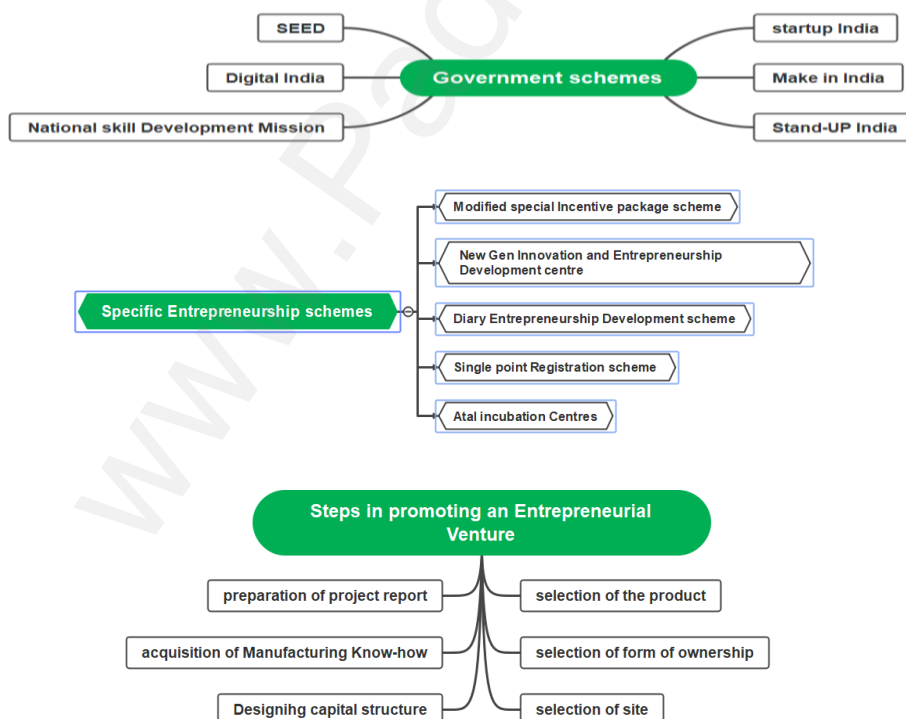 SEED
startup India
Digital India
Government schemes
Make in India
National skill Development Mission
Stand-UP India
Modified special Incentive package scheme
New Gen Innovation and Entrepreneurship
Development centre
Specific Entrepreneurship schemes
Diary Entrepreneurship Development scheme
Single point Registration scheme
Atal incubation Centres
Steps in promoting an Entrepreneurial
Venture
preparation of project report
selection of the product
acquisition of Manufacturing Know-how
selection of form of ownership
Designihg capital structure
selection of site
www.Pad